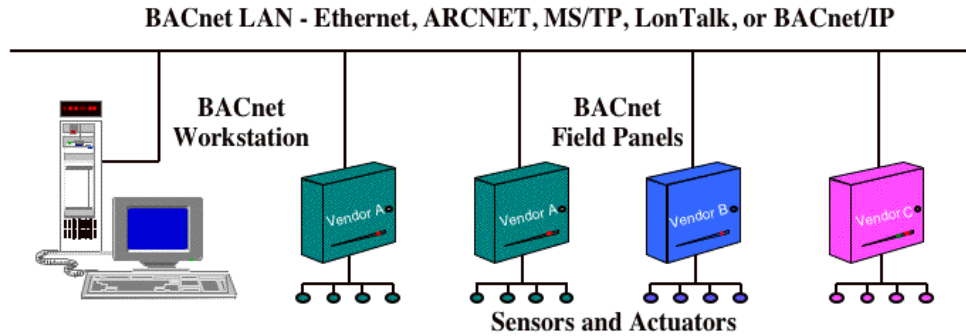 BACnet LAN - Ethernet, ARCNET, MS/TP, LonTalk, or BACnet/IP
BACnet
Workstation
BACnet
Field Panels
Vendor A
Vendor A
Vendor B
Vendor C
Sensors and Actuators